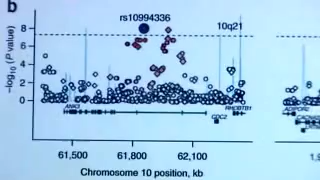 b
rs10994336
10q21
8
6
4
2
0
−log10 (P value)
ANK3
CDC2
RHOBTB1
ADIPOR2
61,500 61,800 62,100
Chromosome 10 position, kb